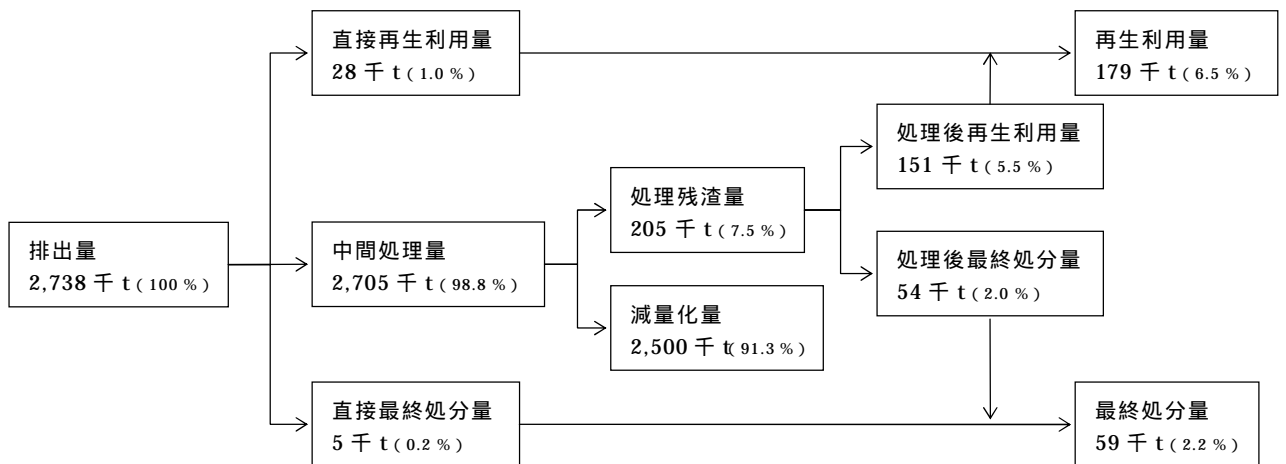 直接再生利用量
28 千 t ( 1.0 % )
再生利用量
179 千 t ( 6.5 % )
処理後再生利用量
151 千 t ( 5.5 % )
処理残渣量
205 千 t ( 7.5 % )
排出量
2,738 千 t ( 100 % )
中間処理量
2,705 千 t ( 98.8 % )
処理後最終処分量
54 千 t ( 2.0 % )
減量化量
2,500 千 t( 91.3 % )
直接最終処分量
5 千 t ( 0.2 % )
最終処分量
59 千 t ( 2.2 % )